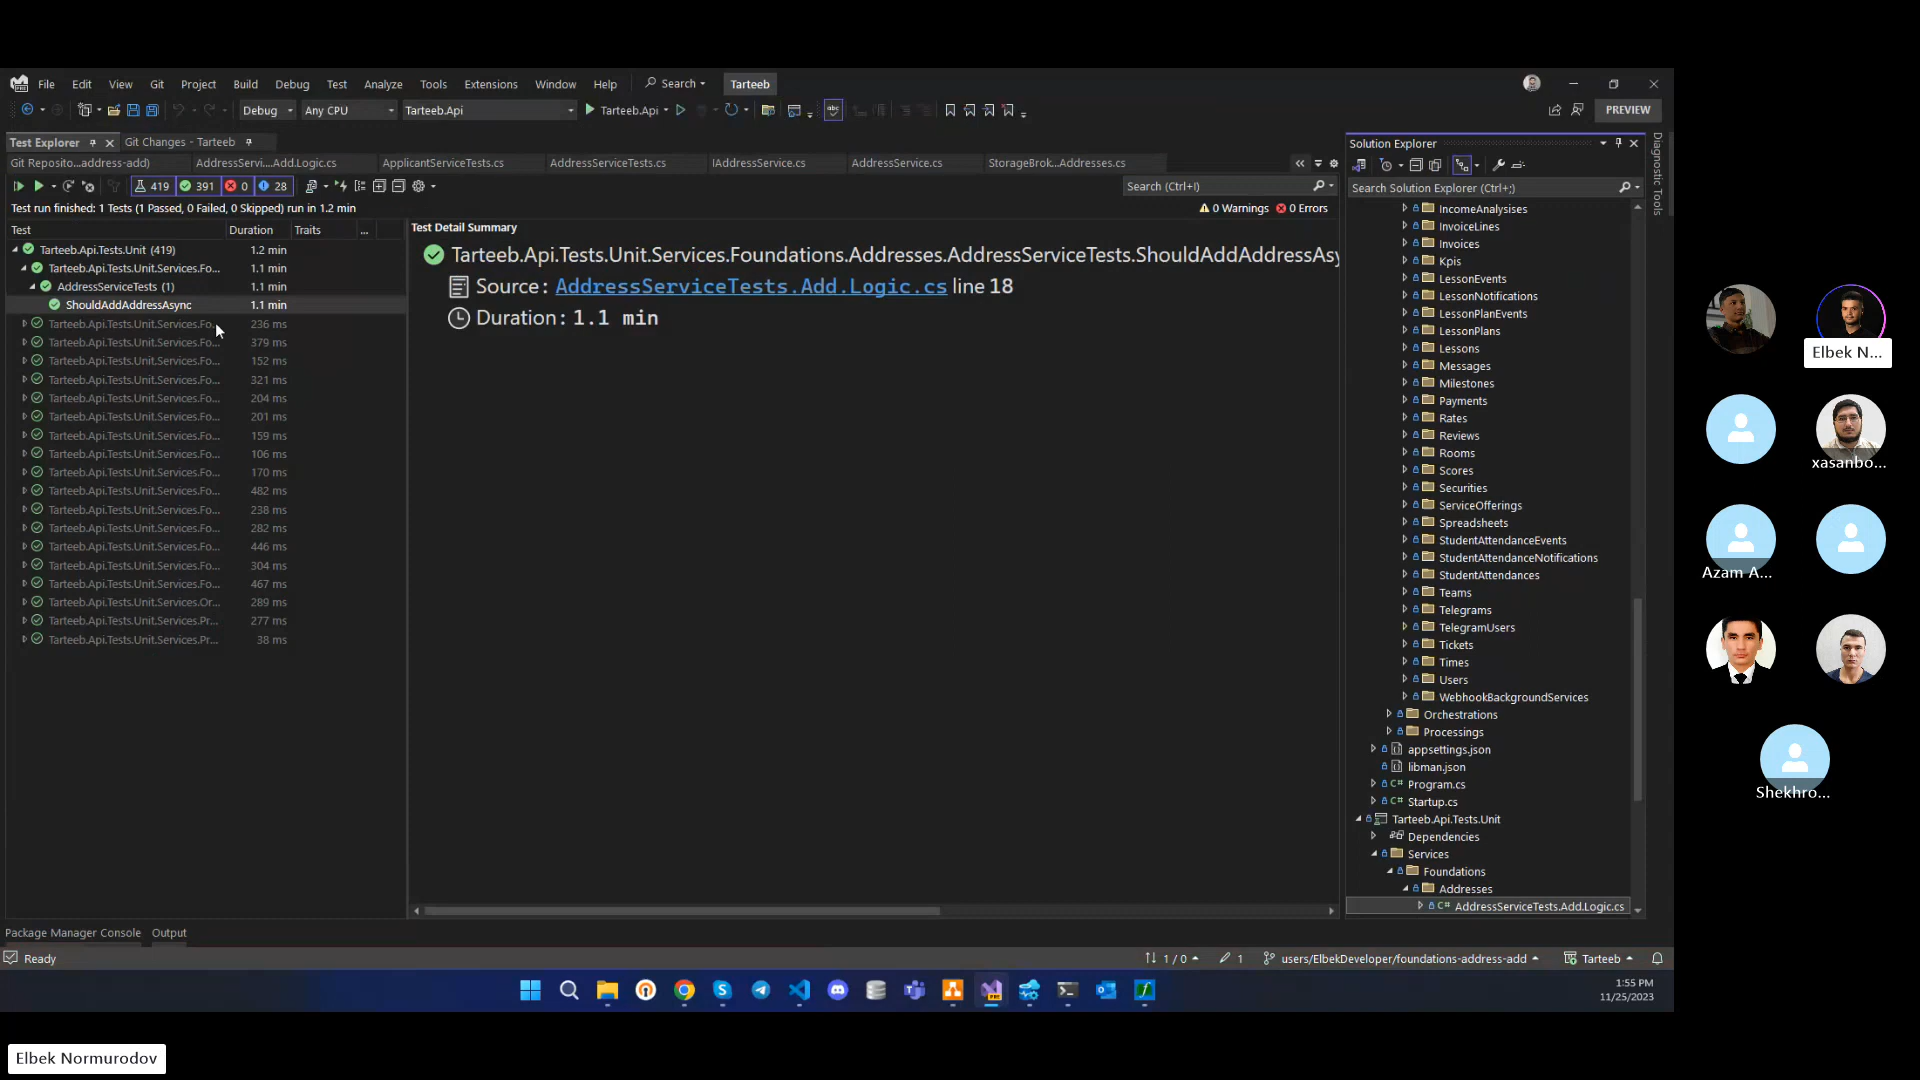 File Edit View Git Project Build Debug Test Analyze Tools Extensions Window Help Search Tarteeb
Debug Any CPU Tarteeb.Api Tarteeb.Api PREVIEW
Test Explorer Git Changes - Tarteeb
Git Reposito...address-add) AddressServi...Add.Logic.cs ApplicantServiceTests.cs AddressServiceTests.cs IAddressService.cs AddressService.cs StorageBrok...Addresses.cs
419 391 0 28 Search (Ctrl+I)
Test run finished: 1 Tests (1 Passed, 0 Failed, 0 Skipped) run in 1.2 min 0 Warnings 0 Errors
Test Duration Traits ...
Tarteeb.Api.Tests.Unit (419) 1.2 min
Tarteeb.Api.Tests.Unit.Services.Fo... 1.1 min
AddressServiceTests (1) 1.1 min
ShouldAddAddressAsync 1.1 min
Tarteeb.Api.Tests.Unit.Services.Fo... 236 ms
Tarteeb.Api.Tests.Unit.Services.Fo... 379 ms
Tarteeb.Api.Tests.Unit.Services.Fo... 152 ms
Tarteeb.Api.Tests.Unit.Services.Fo... 321 ms
Tarteeb.Api.Tests.Unit.Services.Fo... 204 ms
Tarteeb.Api.Tests.Unit.Services.Fo... 201 ms
Tarteeb.Api.Tests.Unit.Services.Fo... 159 ms
Tarteeb.Api.Tests.Unit.Services.Fo... 106 ms
Tarteeb.Api.Tests.Unit.Services.Fo... 170 ms
Tarteeb.Api.Tests.Unit.Services.Fo... 482 ms
Tarteeb.Api.Tests.Unit.Services.Fo... 238 ms
Tarteeb.Api.Tests.Unit.Services.Fo... 282 ms
Tarteeb.Api.Tests.Unit.Services.Fo... 446 ms
Tarteeb.Api.Tests.Unit.Services.Fo... 304 ms
Tarteeb.Api.Tests.Unit.Services.Fo... 467 ms
Tarteeb.Api.Tests.Unit.Services.Or... 289 ms
Tarteeb.Api.Tests.Unit.Services.Pr... 277 ms
Tarteeb.Api.Tests.Unit.Services.Pr... 38 ms
Test Detail Summary
Tarteeb.Api.Tests.Unit.Services.Foundations.Addresses.AddressServiceTests.ShouldAddAddressAsy
Source: AddressServiceTests.Add.Logic.cs line 18
Duration: 1.1 min
Solution Explorer
Search Solution Explorer (Ctrl+;)
IncomeAnalysises
InvoiceLines
Invoices
Kpis
LessonEvents
LessonNotifications
LessonPlanEvents
LessonPlans
Lessons
Messages
Milestones
Payments
Rates
Reviews
Rooms
Scores
Securities
ServiceOfferings
Spreadsheets
StudentAttendanceEvents
StudentAttendanceNotifications
StudentAttendances
Teams
Telegrams
TelegramUsers
Tickets
Times
Users
WebhookBackgroundServices
Orchestrations
Processings
appsettings.json
libman.json
C# Program.cs
C# Startup.cs
Tarteeb.Api.Tests.Unit
Dependencies
Services
Foundations
Addresses
C# AddressServiceTests.Add.Logic.cs
Diagnostic Tools
Package Manager Console Output
Ready 1 / 0 1 users/ElbekDeveloper/foundations-address-add Tarteeb
1:55 PM
11/25/2023
Elbek N...
xasanbo...
Azam A...
Shekhro...
Elbek Normurodov